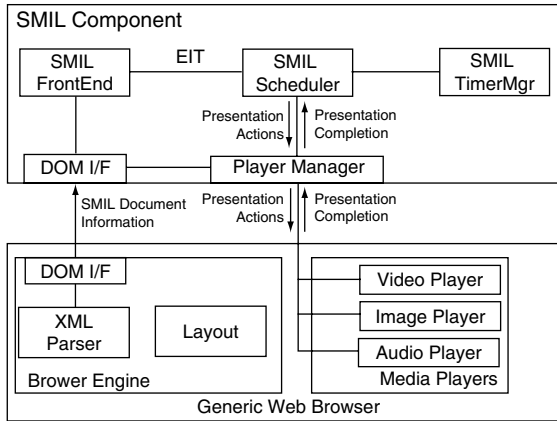 SMIL Component
SMIL
FrontEnd
EIT
SMIL
Scheduler
SMIL
TimerMgr
Presentation
Actions
Presentation
Completion
DOM I/F
Player Manager
SMIL Document
Information
Presentation
Actions
Presentation
Completion
DOM I/F
XML
Parser
Layout
Brower Engine
Video Player
Image Player
Audio Player
Media Players
Generic Web Browser